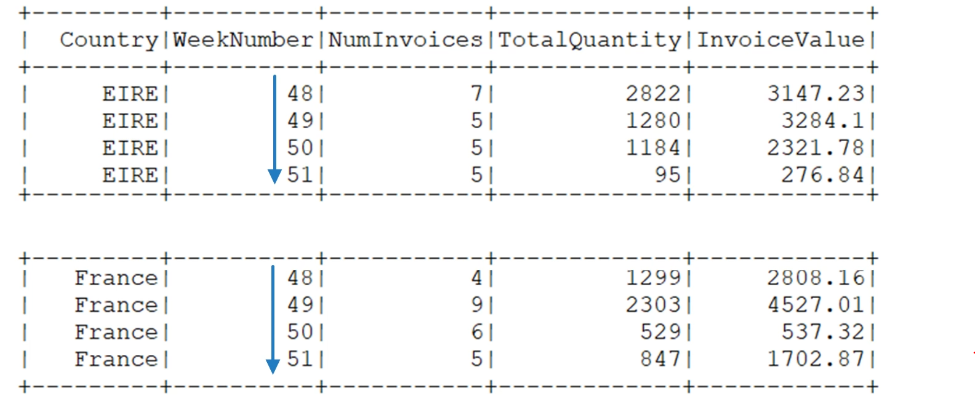 +---------+----------+-----------+-------------+------------+
|  Country|WeekNumber|NumInvoices|TotalQuantity|InvoiceValue|
+---------+----------+-----------+-------------+------------+
|     EIRE|        48|          7|         2822|     3147.23|
|     EIRE|        49|          5|         1280|      3284.1|
|     EIRE|        50|          5|         1184|     2321.78|
|     EIRE|        51|          5|           95|      276.84|
+---------+----------+-----------+-------------+------------+
+---------+----------+-----------+-------------+------------+
|   France|        48|          4|         1299|     2808.16|
|   France|        49|          9|         2303|     4527.01|
|   France|        50|          6|          529|      537.32|
|   France|        51|          5|          847|     1702.87|
+---------+----------+-----------+-------------+------------+